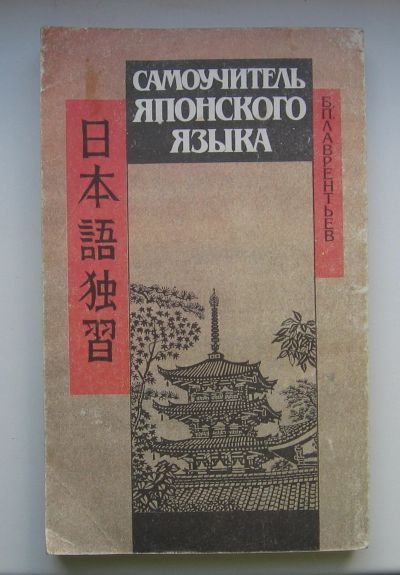 САМОУЧИТЕЛЬ
ЯПОНСКОГО
ЯЗЫКА
Б.П.ЛАВРЕНТЬЕВ
日本語独習